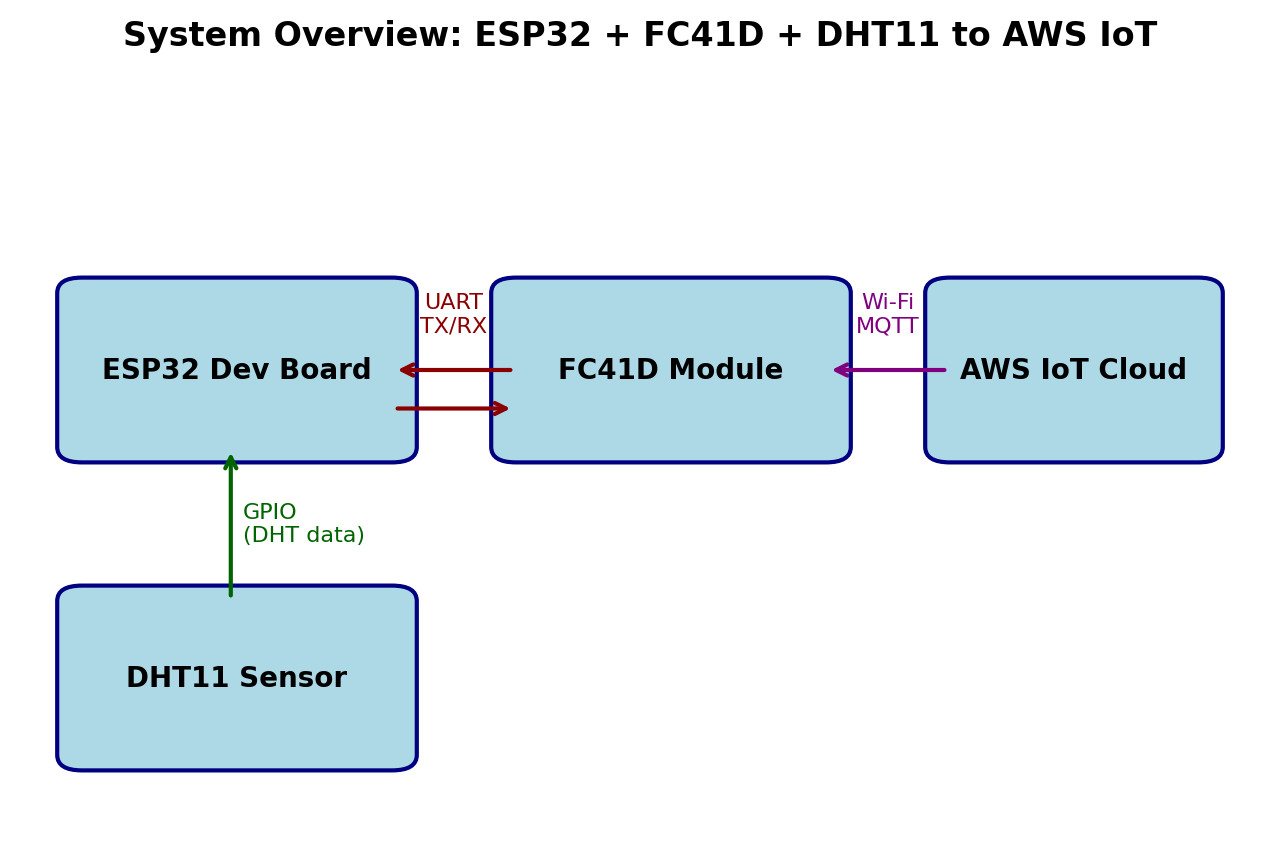 System Overview: ESP32 + FC41D + DHT11 to AWS IoT
UART
TX/RX
Wi-Fi
MQTT
ESP32 Dev Board
FC41D Module
AWS IoT Cloud
GPIO
(DHT data)
DHT11 Sensor